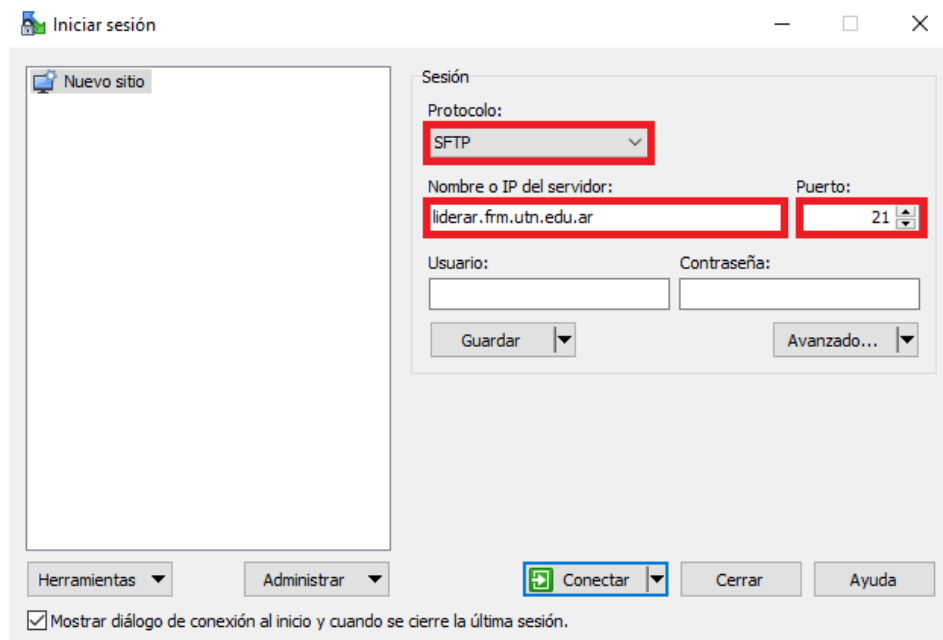 Iniciar sesión
Nuevo sitio
Sesión
Protocolo:
SFTP
Nombre o IP del servidor:
Puerto:
liderar.frm.utn.edu.ar
21
Usuario:
Contraseña:
Guardar
Avanzado...
Herramientas
Administrar
Conectar
Cerrar
Ayuda
Mostrar diálogo de conexión al inicio y cuando se cierre la última sesión.